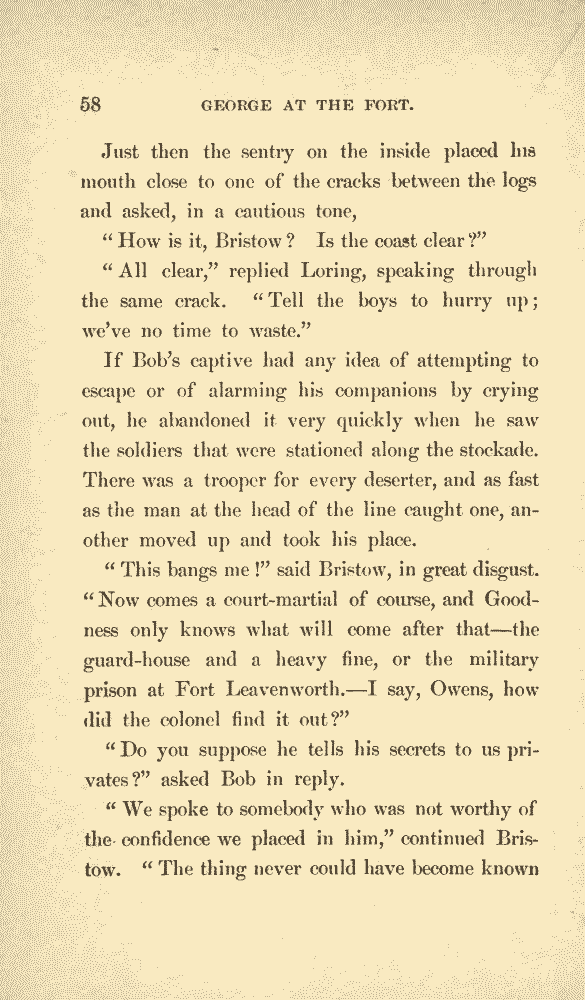 58 GEORGE AT THE FORT.
Just then the sentry on the inside placed his
mouth close to one of the cracks between the logs
and asked, in a cautious tone,
“How is it, Bristow? Is the coast clear?”
“All clear,” replied Loring, speaking through
the same crack. “Tell the boys to hurry up;
we’ve no time to waste.”
If Bob’s captive had any idea of attempting to
escape or of alarming his companions by crying
out, he abandoned it very quickly when he saw
the soldiers that were stationed along the stockade.
There was a trooper for every deserter, and as fast
as the man at the head of the line caught one, an-
other moved up and took his place.
“This bangs me!” said Bristow, in great disgust.
“Now comes a court-martial of course, and Good-
ness only knows what will come after that—the
guard-house and a heavy fine, or the military
prison at Fort Leavenworth.—I say, Owens, how
did the colonel find it out?”
“Do you suppose he tells his secrets to us pri-
vates?” asked Bob in reply.
“We spoke to somebody who was not worthy of
the confidence we placed in him,” continued Bris-
tow. “The thing never could have become known